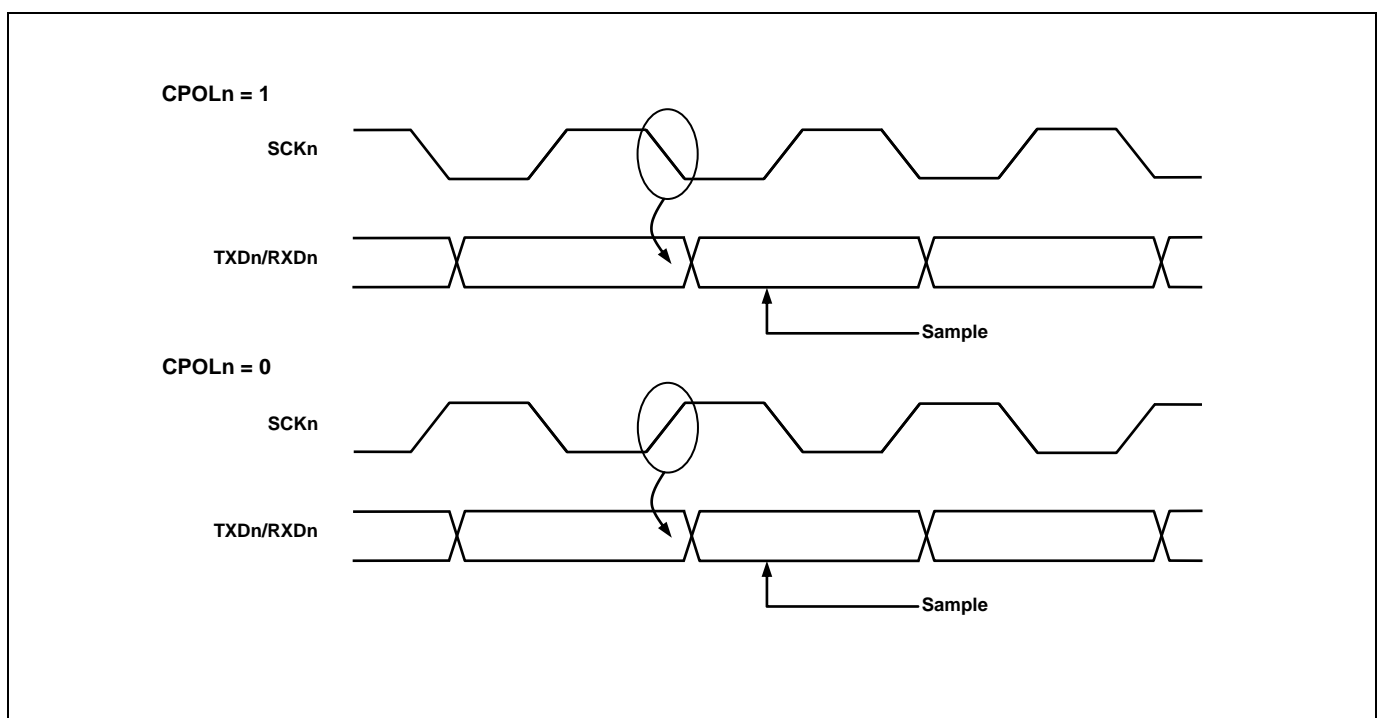 CPOLn = 1
SCKn
TXDn/RXDn
Sample
CPOLn = 0
SCKn
TXDn/RXDn
Sample